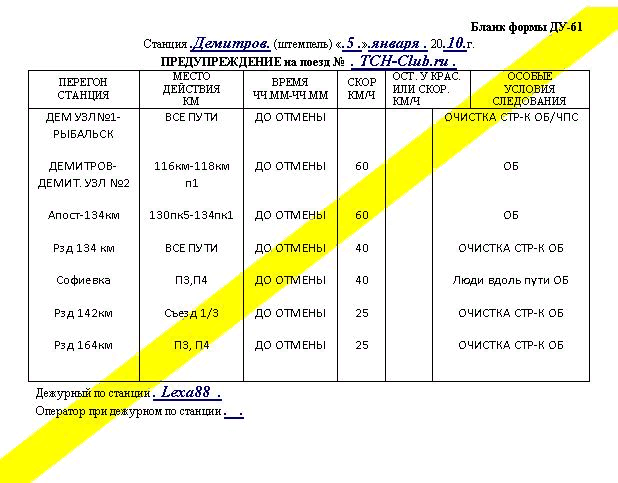 Бланк формы ДУ-61
Станция .Демитров. (штемпель) «.5 .».января . 20.10.г.
ПРЕДУПРЕЖДЕНИЕ на поезд № . TCH-Club.ru .
ПЕРЕГОН СТАНЦИЯ
МЕСТО ДЕЙСТВИЯ КМ
ВРЕМЯ ЧЧ.ММ-ЧЧ.ММ
СКОР КМ/Ч
ОСТ. У КРАС. ИЛИ СКОР. КМ/Ч
ОСОБЫЕ УСЛОВИЯ СЛЕДОВАНИЯ
ДЕМ УЗЛ№1- ВСЕ ПУТИ ДО ОТМЕНЫ ОЧИСТКА СТР-К ОБ/ЧПС
РЫБАЛЬСК
ДЕМИТРОВ- 116км-118км ДО ОТМЕНЫ 60 ОБ
ДЕМИТ. УЗЛ №2 п1
Апост-134км 130пк5-134пк1 ДО ОТМЕНЫ 60 ОБ
Рзд 134 км ВСЕ ПУТИ ДО ОТМЕНЫ 40 ОЧИСТКА СТР-К ОБ
Софиевка П3,П4 ДО ОТМЕНЫ 40 Люди вдоль пути ОБ
Рзд 142км Съезд 1/3 ДО ОТМЕНЫ 25 ОЧИСТКА СТР-К ОБ
Рзд 164км П3, П4 ДО ОТМЕНЫ 25 ОЧИСТКА СТР-К ОБ
Дежурный по станции . Lexa88 .
Оператор при дежурном по станции . .